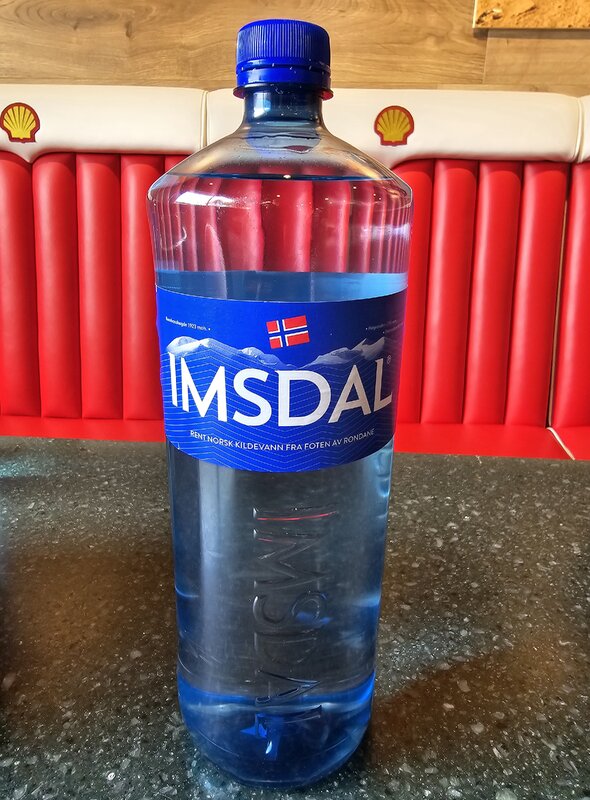 IMSDAL®
RENT NORSK KILDEVANN FRA FOTEN AV RONDANE
IMSDAL